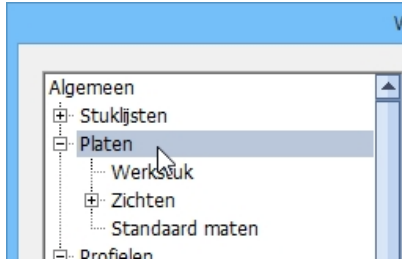 Algemeen
Stuklijsten
Platen
Werkstuk
Zichten
Standaard maten
Profielen